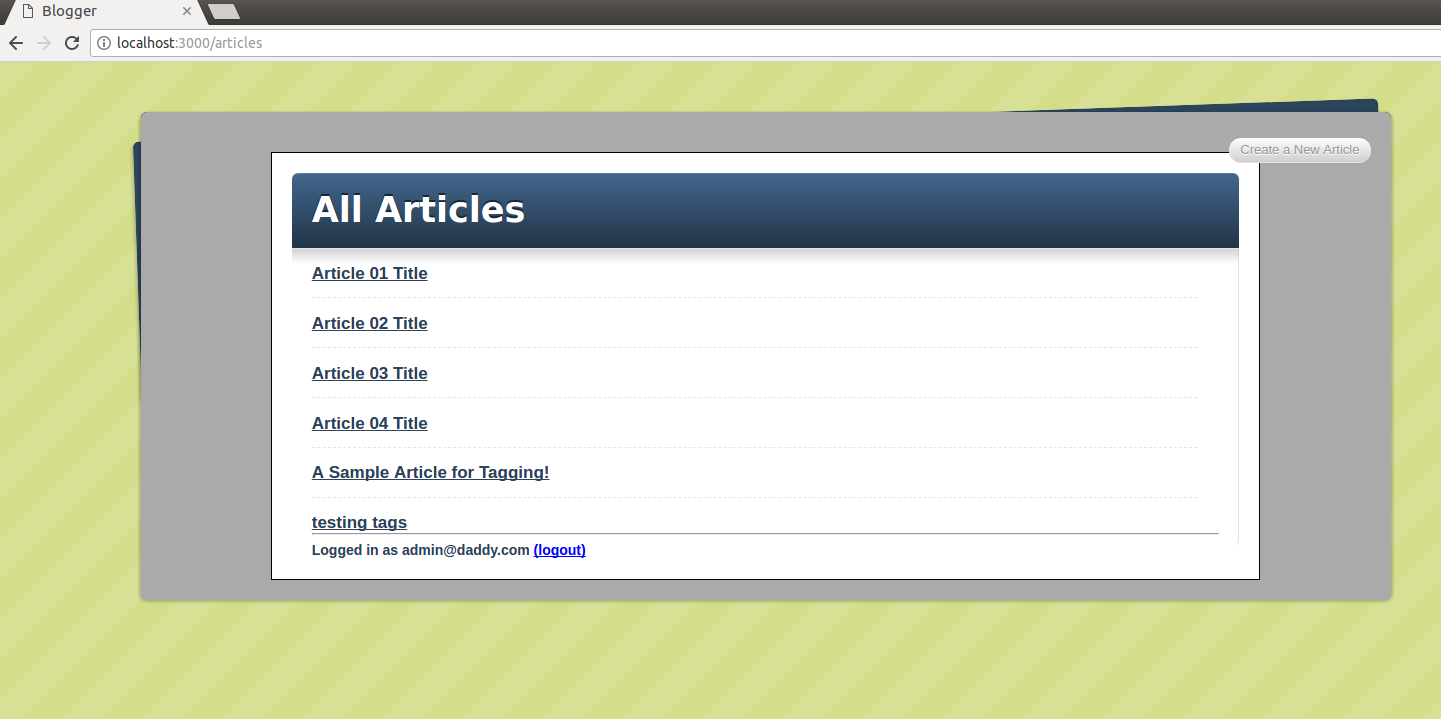 Blogger
localhost:3000/articles
Create a New Article
All Articles
Article 01 Title
Article 02 Title
Article 03 Title
Article 04 Title
A Sample Article for Tagging!
testing tags
Logged in as admin@daddy.com (logout)